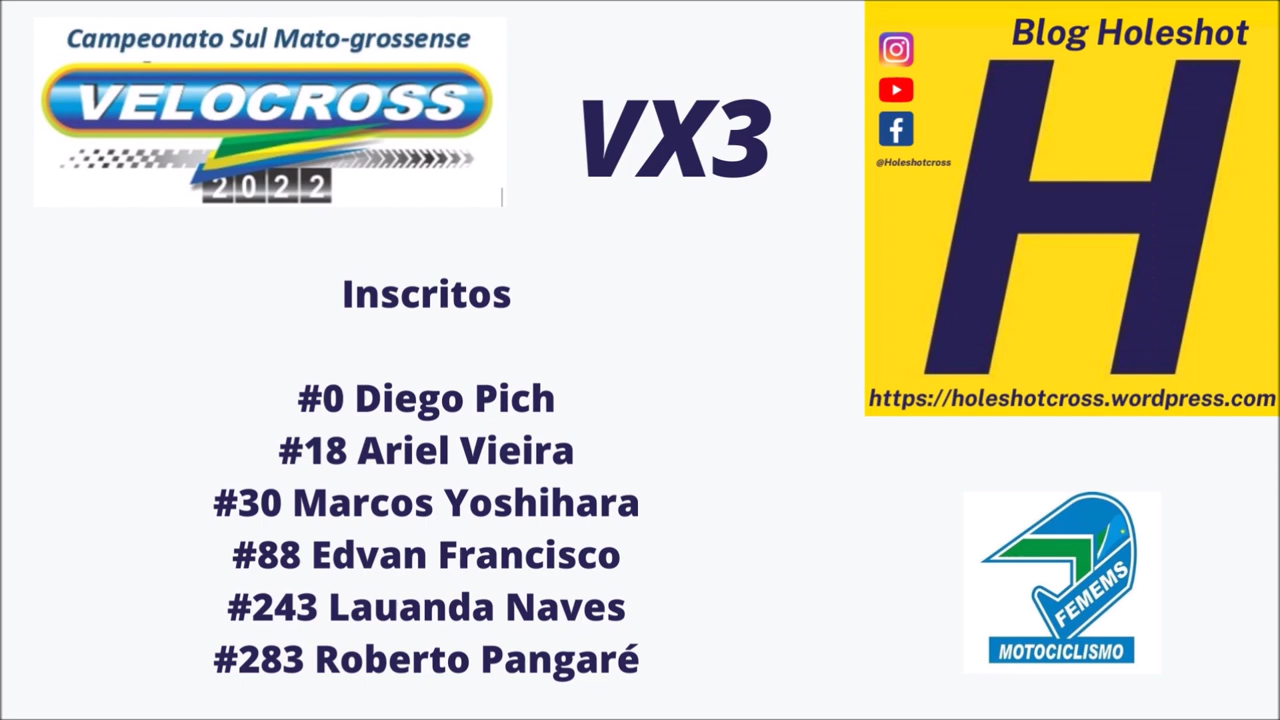 Campeonato Sul Mato-grossense
VELOCROSS
2022
VX3
Blog Holeshot
@Holeshotcross
H
https://holeshotcross.wordpress.com
Inscritos
#0 Diego Pich
#18 Ariel Vieira
#30 Marcos Yoshihara
#88 Edvan Francisco
#243 Lauanda Naves
#283 Roberto Pangaré
FEMEMS
MOTOCICLISMO